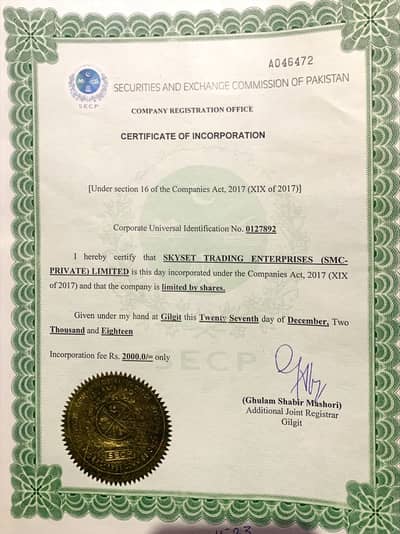 A046472
SECURITIES AND EXCHANGE COMMISSION OF PAKISTAN
S.E.C.P
COMPANY REGISTRATION OFFICE
CERTIFICATE OF INCORPORATION
[Under section 16 of the Companies Act, 2017 (XIX of 2017)]
Corporate Universal Identification No. 0127892
I hereby certify that SKYSET TRADING ENTERPRISES (SMC-
PRIVATE) LIMITED is this day incorporated under the Companies Act, 2017 (XIX
of 2017) and that the company is limited by shares.
Given under my hand at Gilgit this Twenty Seventh day of December, Two
Thousand and Eighteen
Incorporation fee Rs. 2000.0/= only
SECP
(Ghulam Shabir Mashori)
Additional Joint Registrar
Gilgit